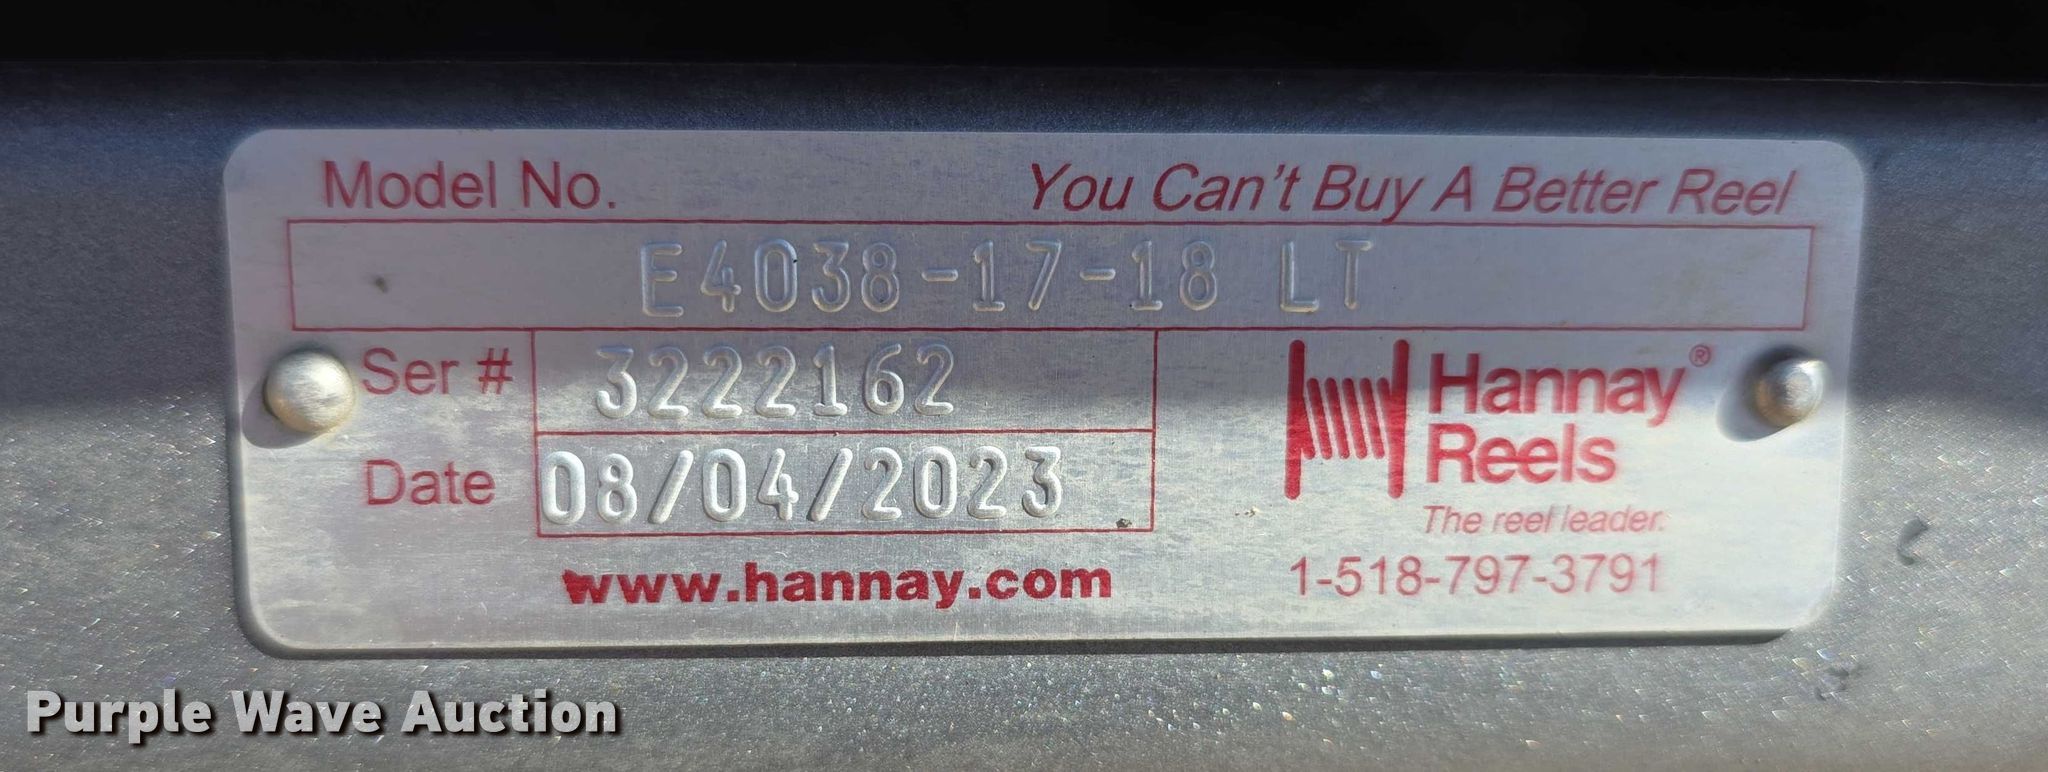 Model No. You Can't Buy A Better Reel
E4038-17-18 LT
Ser # 3222162
Hannay®
Reels
Date 08/04/2023
The reel leader.
www.hannay.com 1-518-797-3791
Purple Wave Auction